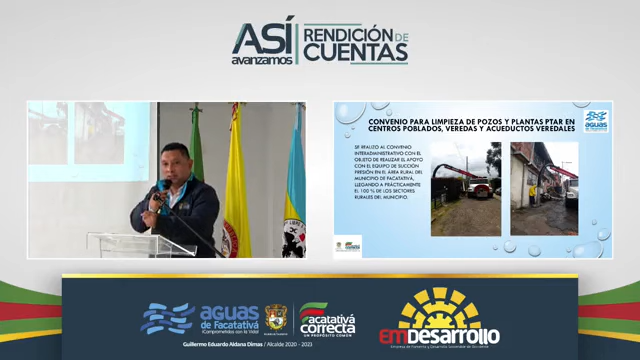 ASÍ
avanzamos
RENDICIÓN DE
CUENTAS
CONVENIO PARA LIMPIEZA DE POZOS Y PLANTAS PTAR EN
CENTROS POBLADOS, VEREDAS Y ACUEDUCTOS VEREDALES
aguas
SE REALIZO AL CONVENIO
INTERADMINISTRATIVO CON EL
OBJETO DE REALIZAR EL APOYO
CON EL EQUIPO DE SUCCIÓN
PRESIÓN EN EL ÁREA RURAL DEL
MUNICIPIO DE FACATATIVÁ,
LLEGANDO A PRÁCTICAMENTE
EL 100 % DE LOS SECTORES
RURALES DEL MUNICIPIO.
aguas
de Facatativá
¡Comprometidos con la Vida!
Facatativá
correcta
UN PROPÓSITO COMÚN
Guillermo Eduardo Aldana Dimas / Alcalde 2020 - 2023
EMDESARROLLO